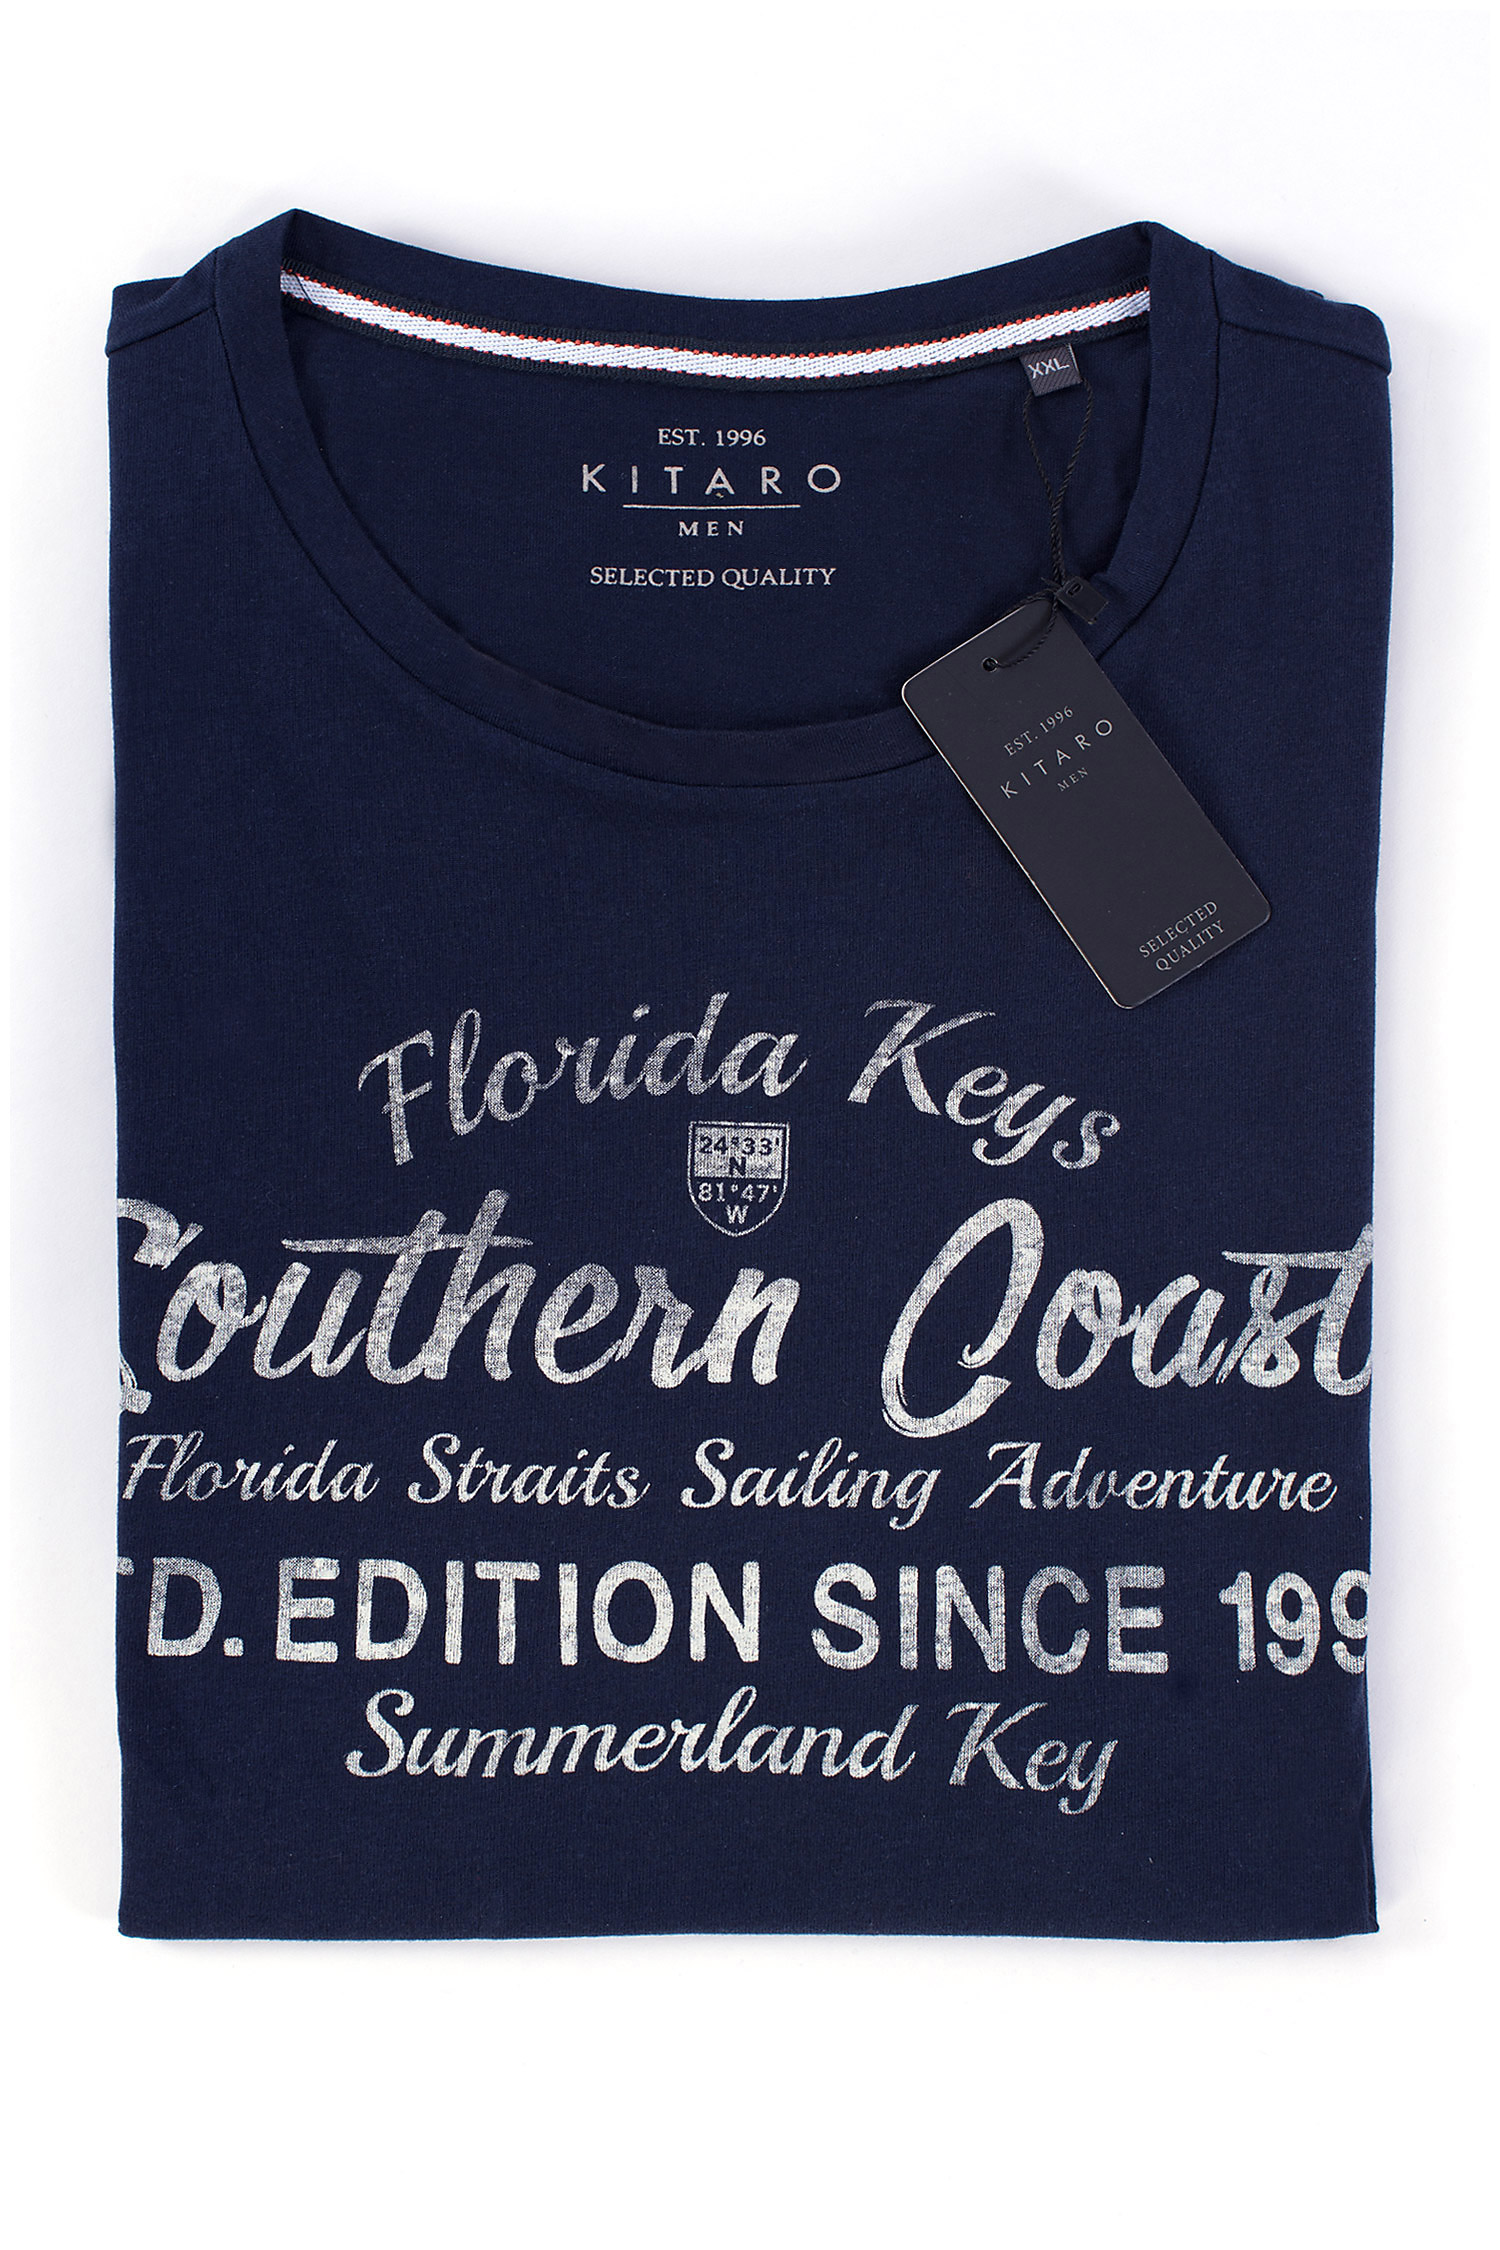 XXL
EST. 1996
KITARO
MEN
SELECTED QUALITY
EST. 1996
KITARO
MEN
SELECTED
QUALITY
Florida Keys
24°33'
N
81°47'
W
Southern Coast
Florida Straits Sailing Adventure
TD. EDITION SINCE 199
Summerland Key